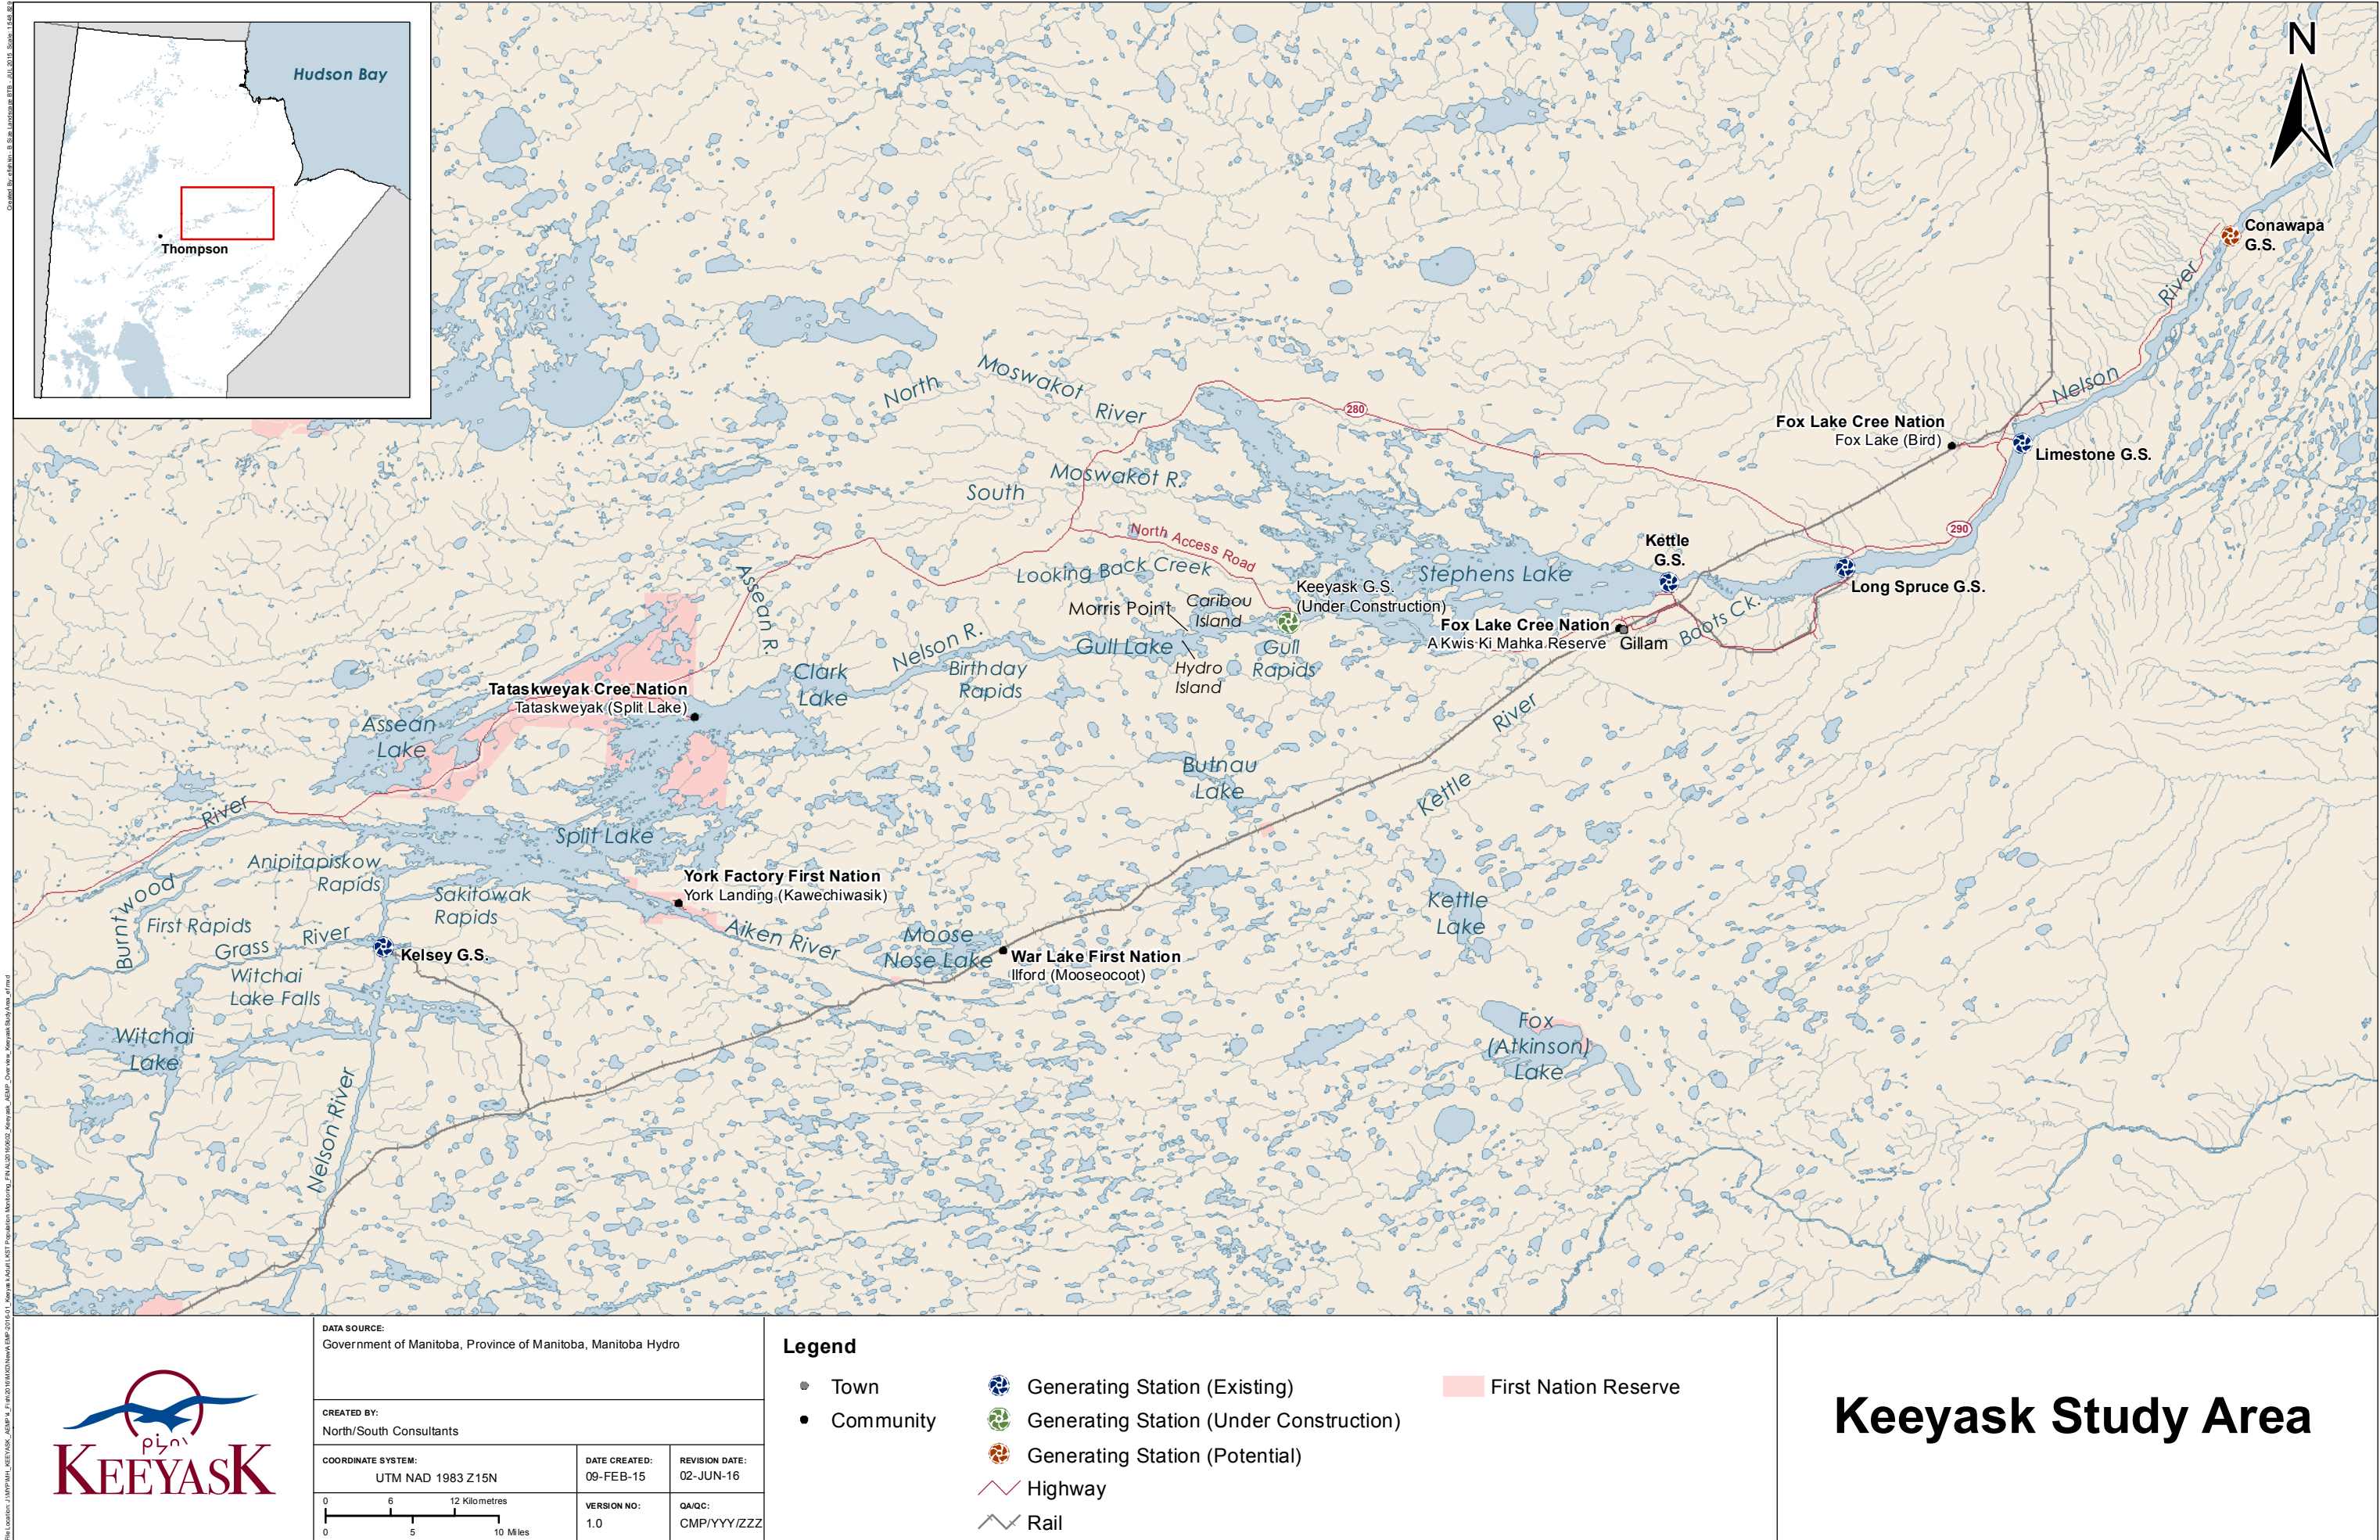 Hudson Bay
Thompson
N
Conawapa
G.S.
River
Nelson
North
Moswakot
River
280
Fox Lake Cree Nation
Fox Lake (Bird)
Limestone G.S.
Moswakot R.
South
290
North Access Road
Kettle
G.S.
Looking Back Creek
Stephens Lake
Long Spruce G.S.
Assean R.
Keeyask G.S.
(Under Construction)
Morris Point
Caribou
Island
Fox Lake Cree Nation
A Kwis Ki Mahka Reserve
Gillam
Boots Ck.
Nelson R.
Gull Lake
Gull
Rapids
Birthday
Rapids
Hydro
Island
Clark
Lake
Tataskweyak Cree Nation
Tataskweyak (Split Lake)
Assean
Lake
River
Kettle
Butnau
Lake
River
Split Lake
Anipitapiskow
Rapids
Sakitowak
Rapids
York Factory First Nation
York Landing (Kawechiwasik)
Burntwood
First Rapids
Grass
River
Kelsey G.S.
Aiken River
Moose
Nose Lake
War Lake First Nation
Ilford (Mooseocoot)
Kettle
Lake
Witchai
Lake Falls
Witchai
Lake
Fox
(Atkinson)
Lake
Nelson River
KEEYASK
DATA SOURCE:
Government of Manitoba, Province of Manitoba, Manitoba Hydro
CREATED BY:
North/South Consultants
COORDINATE SYSTEM:
UTM NAD 1983 Z15N
DATE CREATED:
09-FEB-15
REVISION DATE:
02-JUN-16
0 6 12 Kilometres
0 5 10 Miles
VERSION NO:
1.0
QA/QC:
CMP/YYY/ZZZ
Legend
Town
Community
Generating Station (Existing)
Generating Station (Under Construction)
Generating Station (Potential)
Highway
Rail
First Nation Reserve
Keeyask Study Area